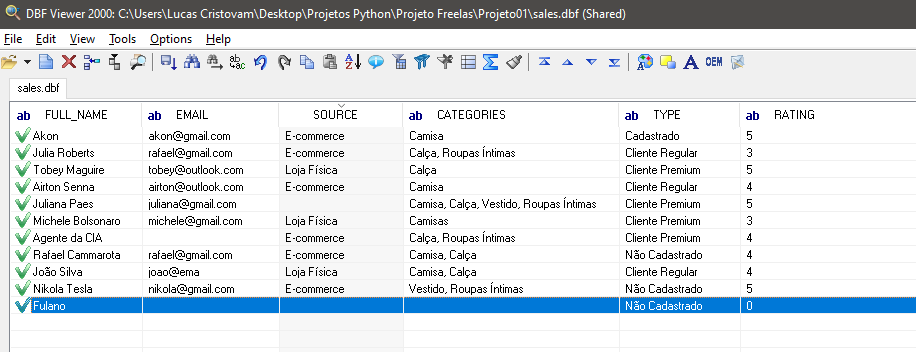 DBF Viewer 2000: C:\Users\Lucas Cristovam\Desktop\Projetos Python\Projeto Freelas\Projeto01\sales.dbf (Shared)
File Edit View Tools Options Help
ab ac A Z OEM
sales.dbf
ab FULL_NAME ab EMAIL SOURCE ab CATEGORIES ab TYPE ab RATING
Akon akon@gmail.com E-commerce Camisa Cadastrado 5
Julia Roberts rafael@gmail.com E-commerce Calça, Roupas Íntimas Cliente Regular 3
Tobey Maguire tobey@outlook.com Loja Física Calça Cliente Premium 5
Airton Senna airton@outlook.com E-commerce Camisa Cliente Regular 4
Juliana Paes juliana@gmail.com Camisa, Calça, Vestido, Roupas Íntimas Cliente Premium 5
Michele Bolsonaro michele@gmail.com Loja Física Camisas Cliente Premium 3
Agente da CIA E-commerce Calça, Roupas Íntimas Cliente Premium 4
Rafael Cammarota rafael@gmail.com E-commerce Camisa, Calça Não Cadastrado 4
João Silva joao@ema Loja Física Camisa, Calça Cliente Regular 4
Nikola Tesla nikola@gmail.com E-commerce Vestido, Roupas Íntimas Não Cadastrado 5
Fulano Não Cadastrado 0